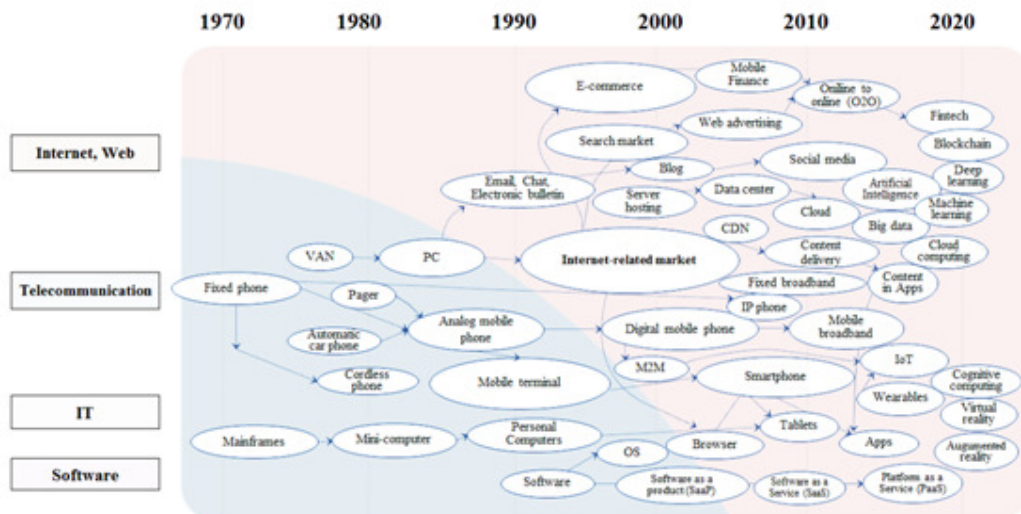 1970 1980 1990 2000 2010 2020
Internet, Web
Telecommunication
IT
Software
E-commerce
Mobile
Finance
Online to
online (O2O)
Fintech
Search market
Web advertising
Blockchain
Email, Chat,
Electronic bulletin
Blog
Social media
Deep
learning
Server
hosting
Data center
Artificial
Intelligence
Machine
learning
Cloud
Big data
CDN
VAN
PC
Internet-related market
Content
delivery
Cloud
computing
Fixed phone
Pager
Fixed broadband
Content
in Apps
IP phone
Automatic
car phone
Analog mobile
phone
Digital mobile phone
Mobile
broadband
Cordless
phone
Mobile terminal
M2M
Smartphone
IoT
Cognitive
computing
Wearables
Virtual
reality
Mainframes
Mini-computer
Personal
Computers
Browser
Tablets
Apps
Augmented
reality
OS
Software
Software as a
product (SaaP)
Software as a
Service (SaaS)
Platform as a
Service (PaaS)